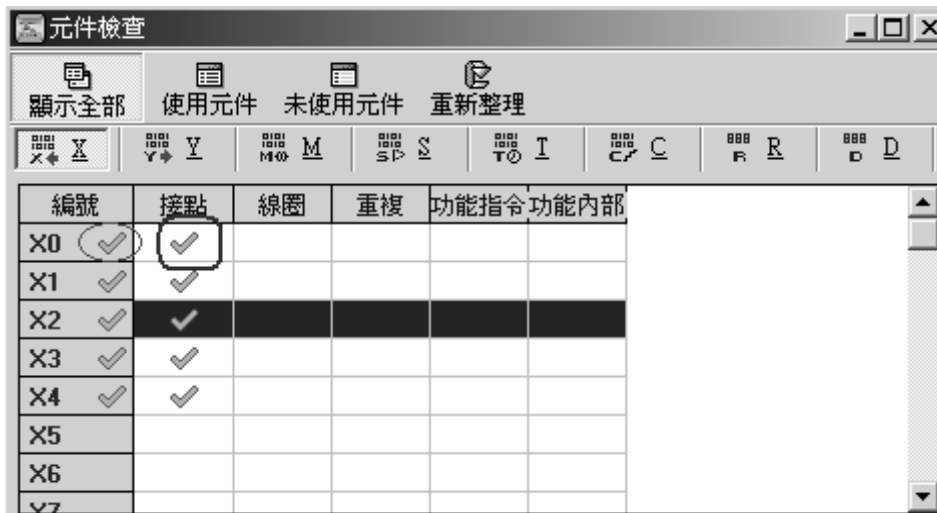 元件檢查
顯示全部 使用元件 未使用元件 重新整理
X Y M S T C R D
編號 接點 線圈 重複 功能指令 功能內部
X0
X1
X2
X3
X4
X5
X6
X7